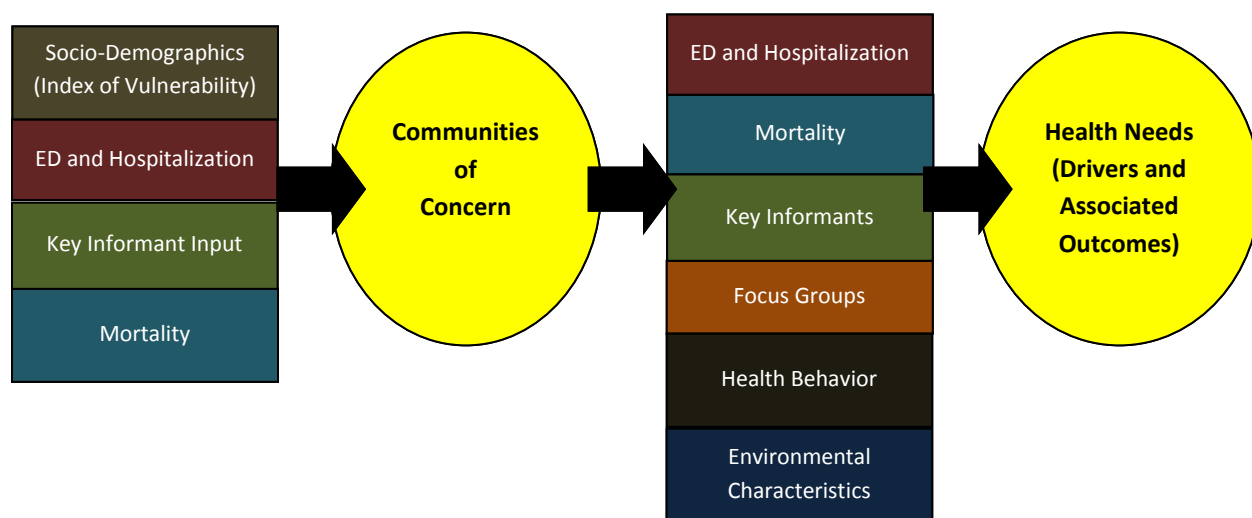 Socio-Demographics
(Index of Vulnerability)
ED and Hospitalization
Key Informant Input
Mortality
Communities
of
Concern
ED and Hospitalization
Mortality
Key Informants
Focus Groups
Health Behavior
Environmental
Characteristics
Health Needs
(Drivers and
Associated
Outcomes)